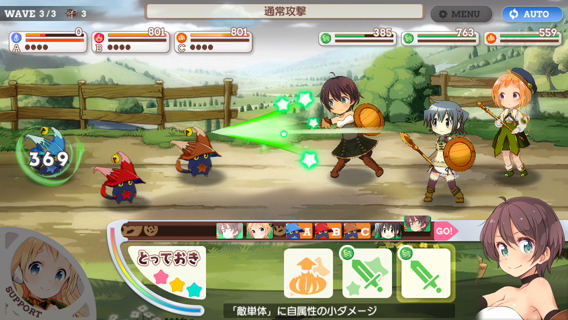 WAVE 3/3 3
通常攻撃
MENU
AUTO
A 0
B 801
C 801
385
763
559
369
A B C GO!
とっておき
SUPPORT
「敵単体」に自属性の小ダメージ